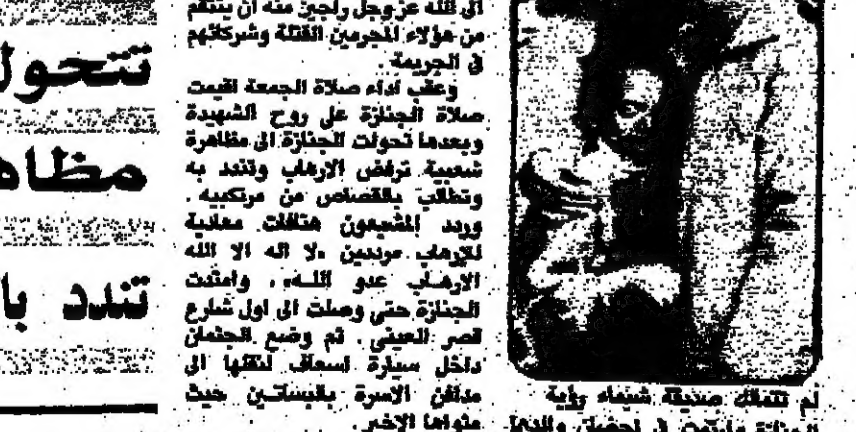 الى الله عز وجل راجين منه ان ينتقم
من هؤلاء المجرمين القتلة وشركائهم
فى الجريمة .
وعقب اداء صلاة الجمعة اقيمت
صلاة الجنازة على روح الشهيدة
وبعدها تحولت الجنازة الى مظاهرة
شعبية ترفض الارهاب وتندد به
وتطالب بالقصاص من مرتكبيه .
وردد المشيعون هتافات معادية
للارهاب مرددين «لا اله الا الله
الارهاب عدو الله» ، وامتدت
الجنازة حتى وصلت الى اول شارع
قصر العينى . ثم وضع الجثمان
داخل سيارة اسعاف لنقلها الى
مدافن الاسرة بالبساتين حيث
مثواها الاخير .
تتحول
تندد
لم تتمالك صديقة شيماء رؤية
الجنازة فى